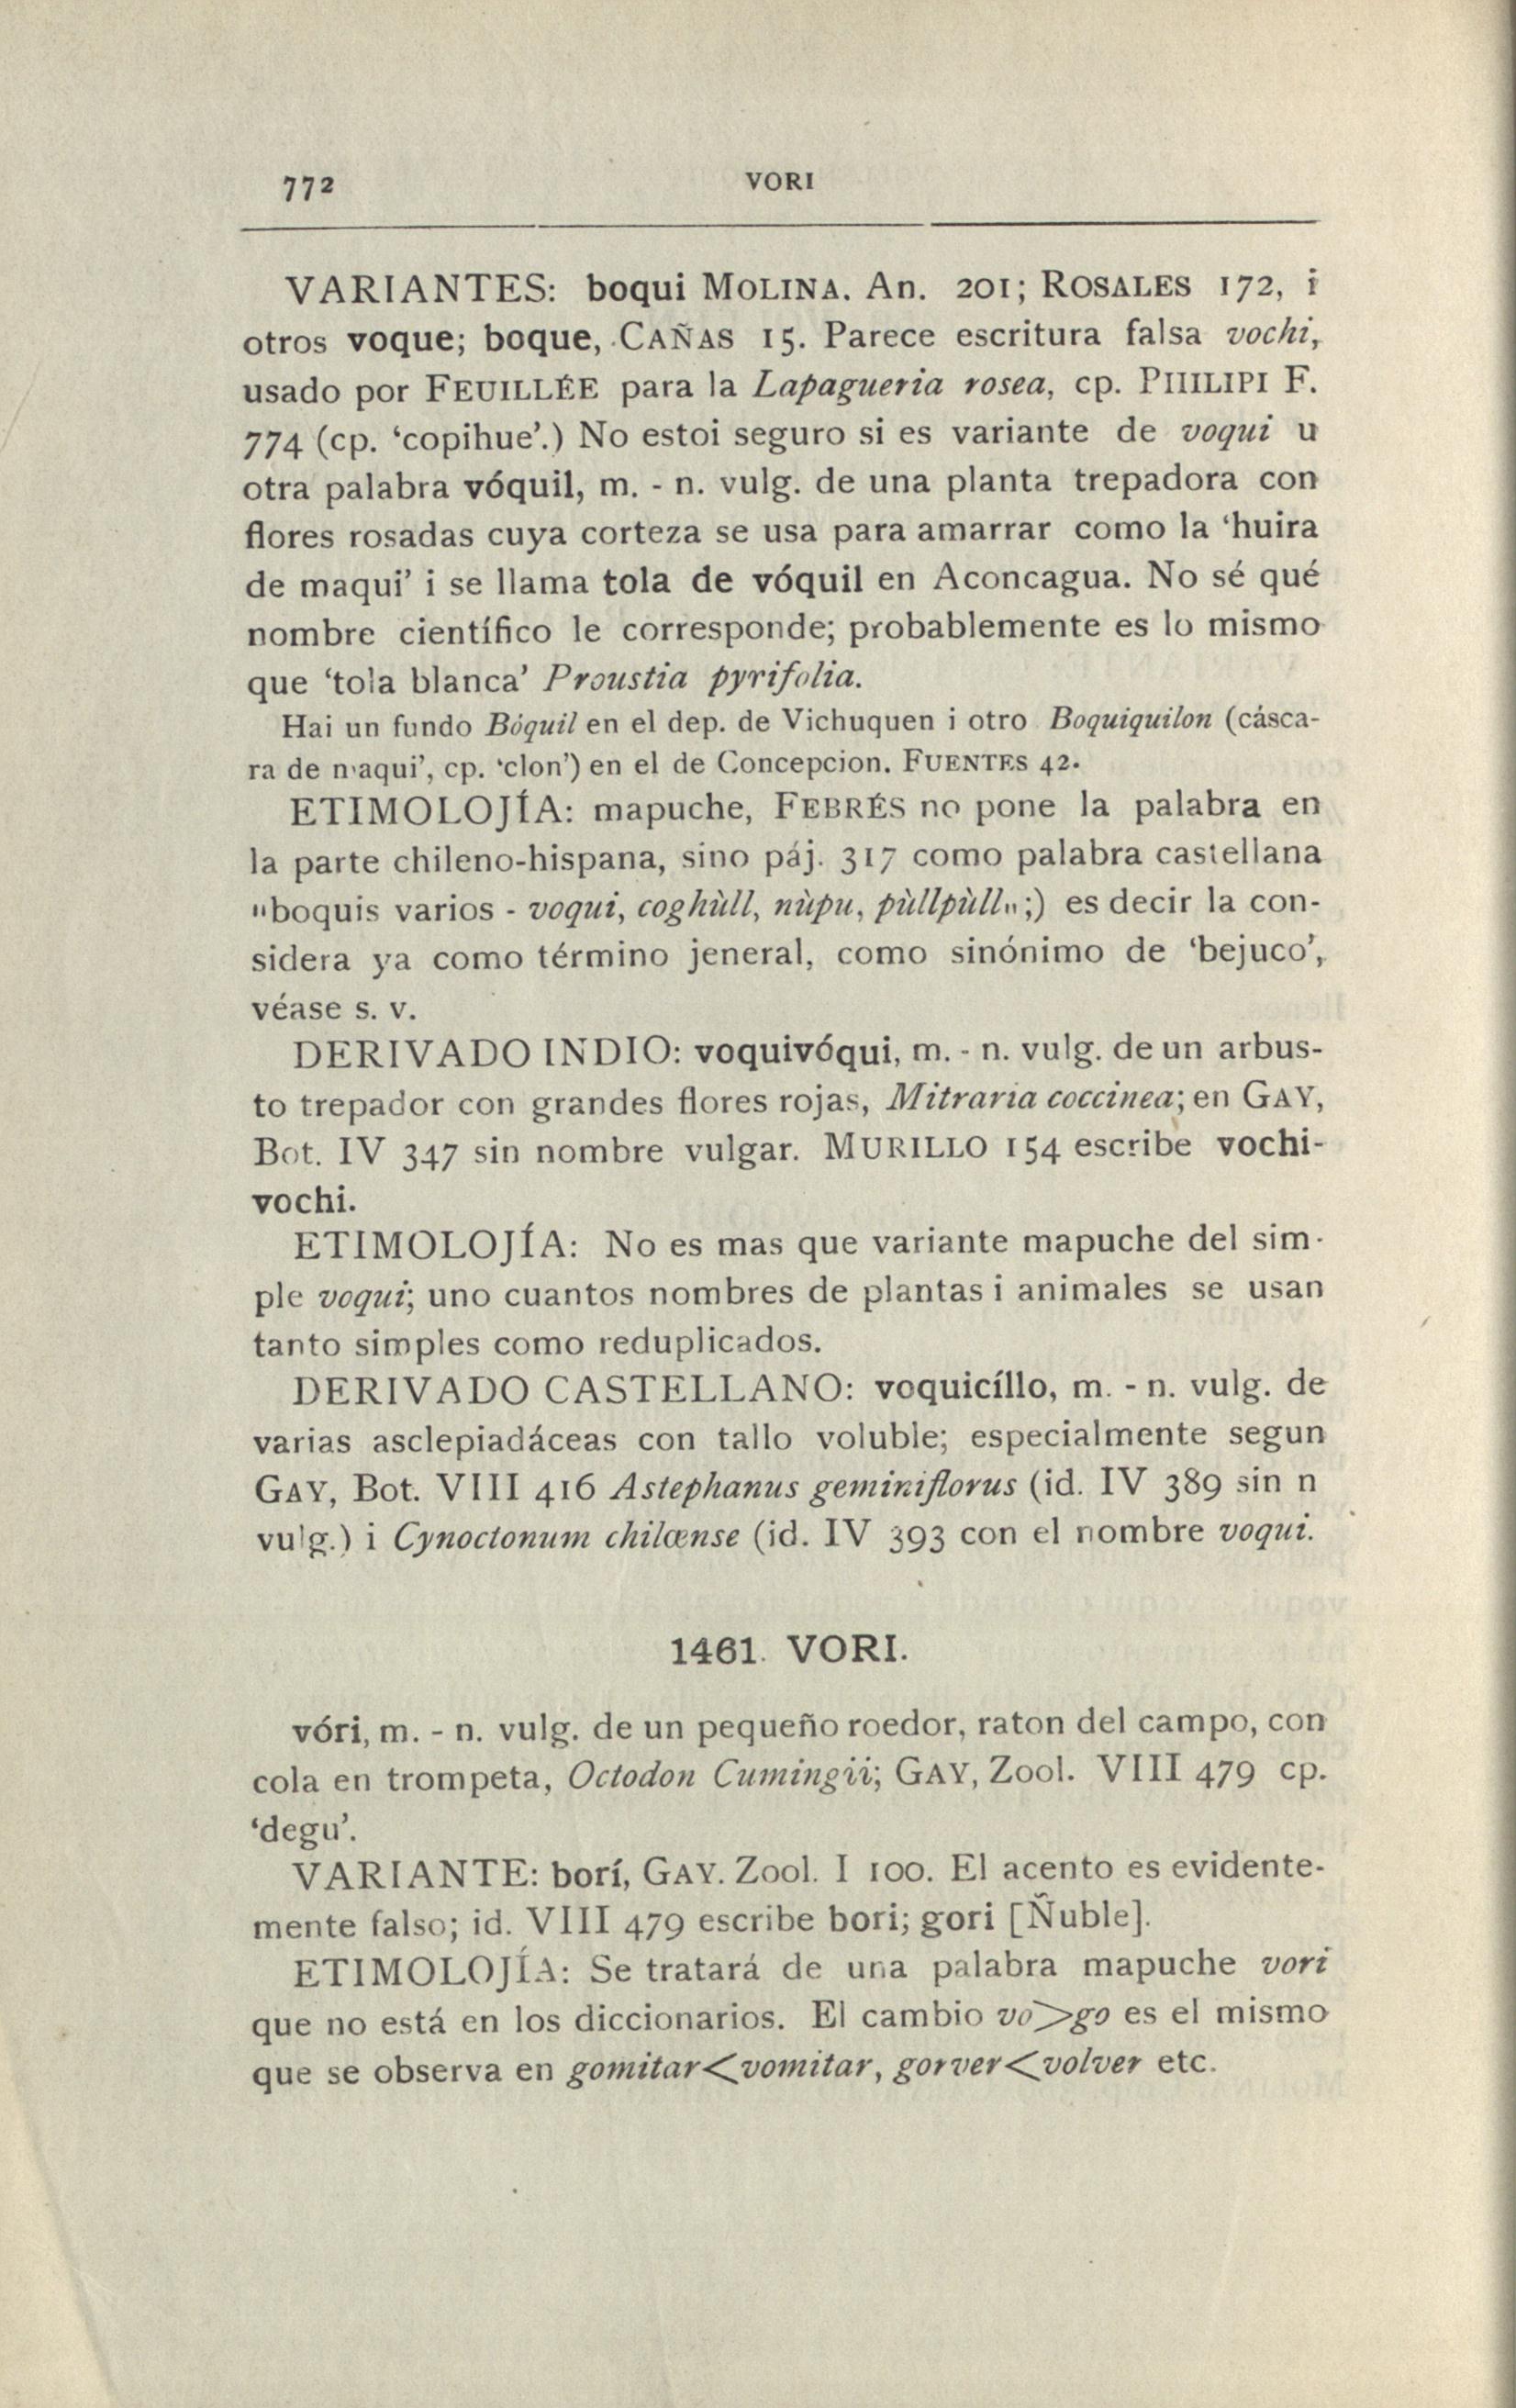 772
VORI
VARIANTES: boqui MOLINA. An. 201; ROSALES 172, i
otros voque; boque, CAÑAS 15. Parece escritura falsa vochi,
usado por FEUILLÉE para la Lapagueria rosea, cp. PHILIPI F.
774 (cp. ‘copihue’.) No estoi seguro si es variante de voqui u
otra palabra vóquil, m. - n. vulg. de una planta trepadora con
flores rosadas cuya corteza se usa para amarrar como la ‘huira
de maqui’ i se llama tola de vóquil en Aconcagua. No sé qué
nombre científico le corresponde; probablemente es lo mismo
que ‘tola blanca’ Proustia pyrifolia.
Hai un fundo Bóquil en el dep. de Vichuquen i otro Boquiquilon (cásca-
ra de maqui’, cp. ‘clon’) en el de Concepcion. FUENTES 42.
ETIMOLOJÍA: mapuche, FEBRÉS no pone la palabra en
la parte chileno-hispana, sino páj. 317 como palabra castellana
"boquis varios - voqui, coghùll, nùpu, pùllpùll";) es decir la con-
sidera ya como término jeneral, como sinónimo de ‘bejuco’,
véase s. v.
DERIVADO INDIO: voquivóqui, m. - n. vulg. de un arbus-
to trepador con grandes flores rojas, Mitraria coccinea; en GAY,
Bot. IV 347 sin nombre vulgar. MURILLO 154 escribe vochi-
vochi.
ETIMOLOJÍA: No es mas que variante mapuche del sim-
ple voqui; uno cuantos nombres de plantas i animales se usan
tanto simples como reduplicados.
DERIVADO CASTELLANO: voquicíllo, m. - n. vulg. de
varias asclepiadáceas con tallo voluble; especialmente segun
GAY, Bot. VIII 416 Astephanus geminiflorus (id. IV 389 sin n
vulg.) i Cynoctonum chilœnse (id. IV 393 con el nombre voqui.
1461. VORI.
vóri, m. - n. vulg. de un pequeño roedor, raton del campo, con
cola en trompeta, Octodon Cumingii; GAY, Zool. VIII 479 cp.
‘degu’.
VARIANTE: borí, GAY. Zool. I 100. El acento es evidente-
mente falso; id. VIII 479 escribe bori; gori [Ñuble].
ETIMOLOJÍA: Se tratará de una palabra mapuche vori
que no está en los diccionarios. El cambio vo>go es el mismo
que se observa en gomitar<vomitar, gorver<volver etc.